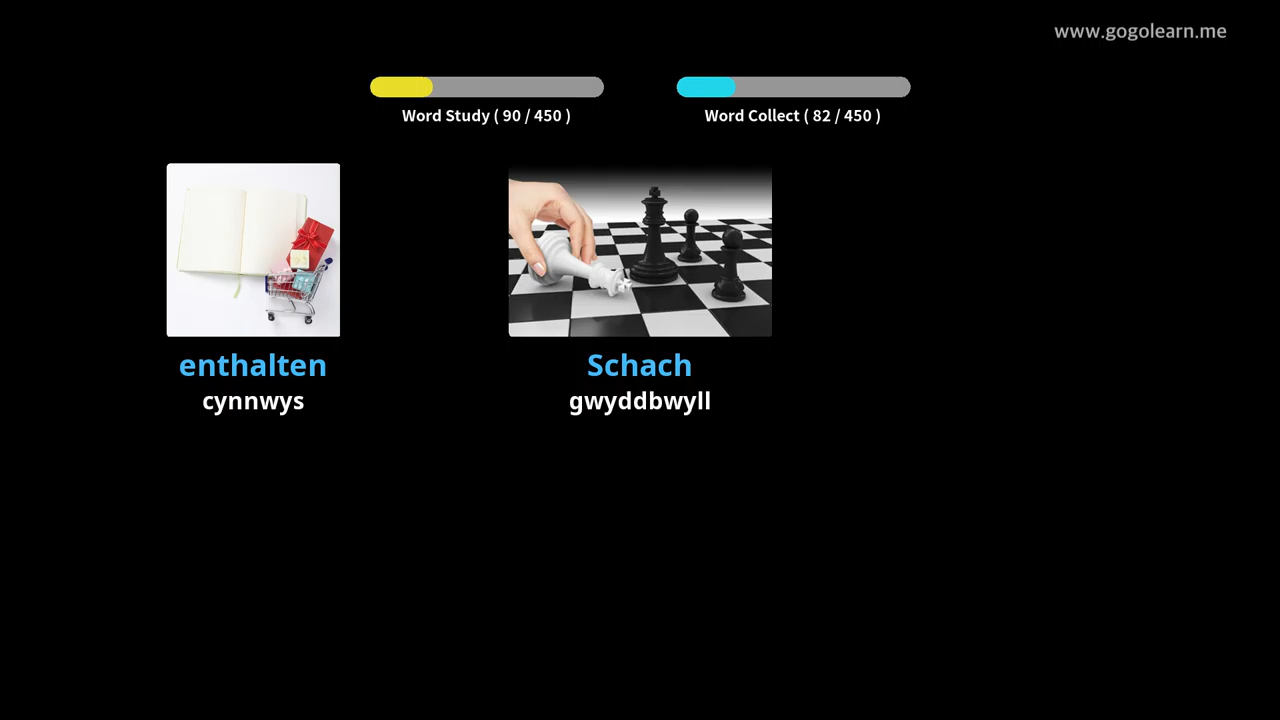 www.gogolearn.me
Word Study ( 90 / 450 )
Word Collect ( 82 / 450 )
enthalten
cynnwys
Schach
gwyddbwyll